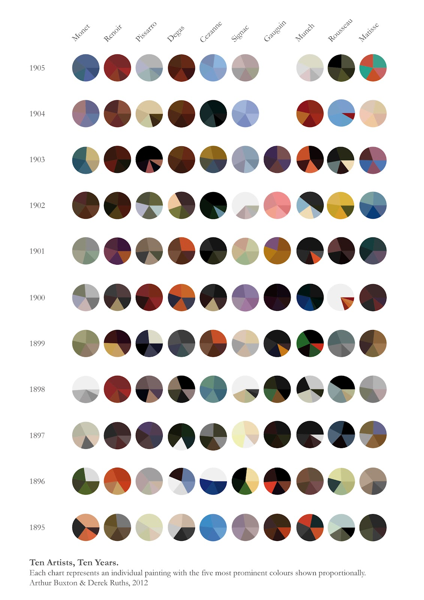 Monet Renoir Pissarro Degas Cezanne Signac Gauguin Munch Rousseau Matisse
1905
1904
1903
1902
1901
1900
1899
1898
1897
1896
1895
Ten Artists, Ten Years.
Each chart represents an individual painting with the five most prominent colours shown proportionally.
Arthur Buxton & Derek Ruths, 2012